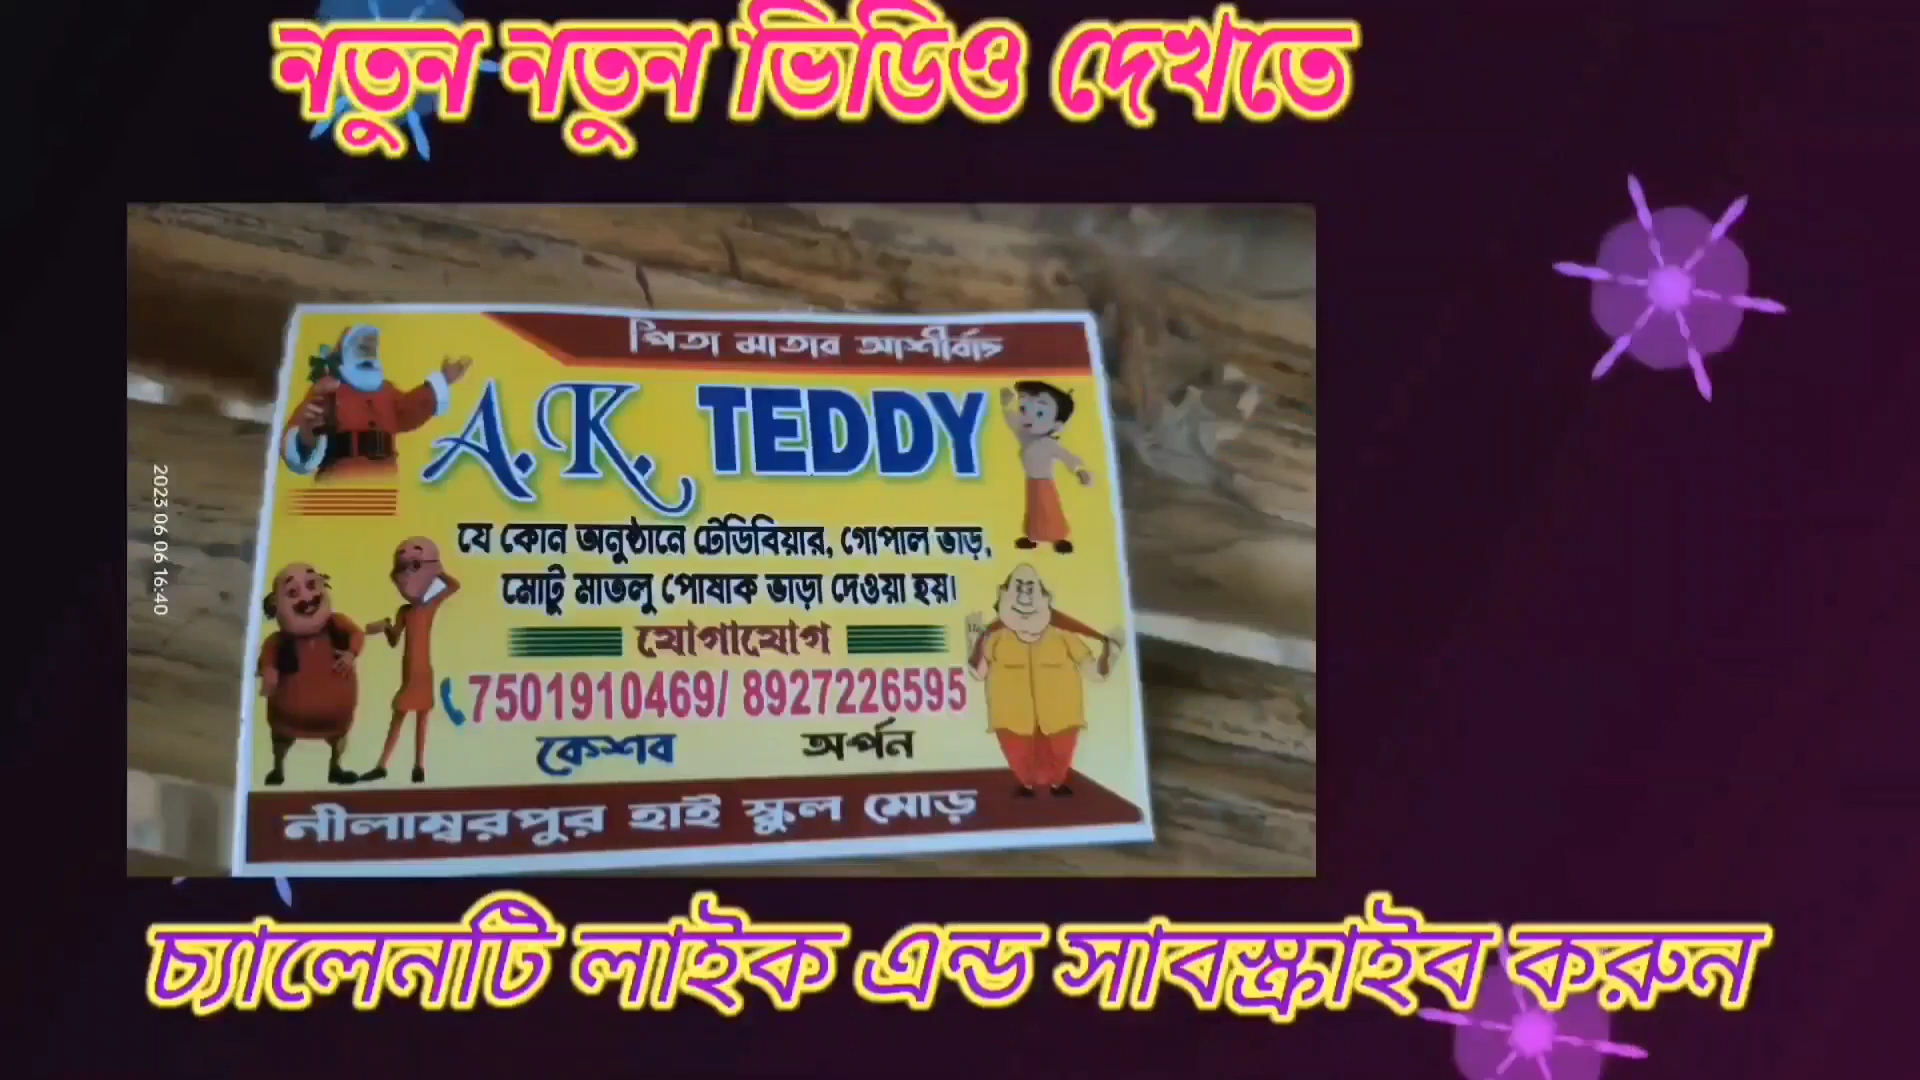 নতুন নতুন ভিডিও দেখতে
পিতা মাতার আশীর্বাদ
A.K. TEDDY
যে কোন অনুষ্ঠানে টেডিবিয়ার, গোপাল ভাড়,
মোটু মাতলু পোষাক ভাড়া দেওয়া হয়।
যোগাযোগ
7501910469/ 8927226595
কেশব অর্পন
নীলাম্বরপুর হাই স্কুল মোড়
2023 06 06 16:40
চ্যালেনটি লাইক এন্ড সাবস্ক্রাইব করুন